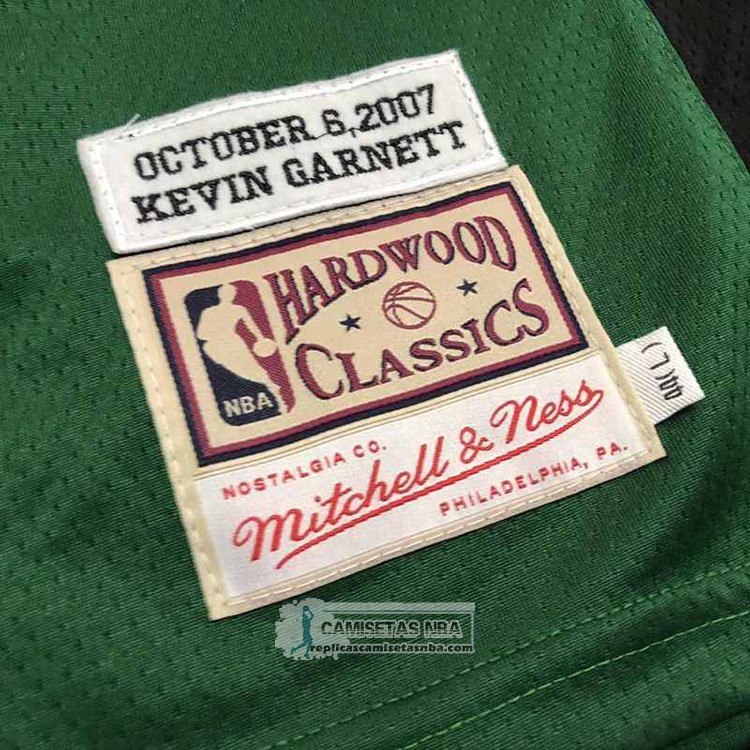 OCTOBER 6,2007
KEVIN GARNETT
HARDWOOD
CLASSICS
NBA
44(L)
NOSTALGIA CO.
Mitchell & Ness
PHILADELPHIA, PA.
CAMISETAS NBA
replicascamisetasnba.com